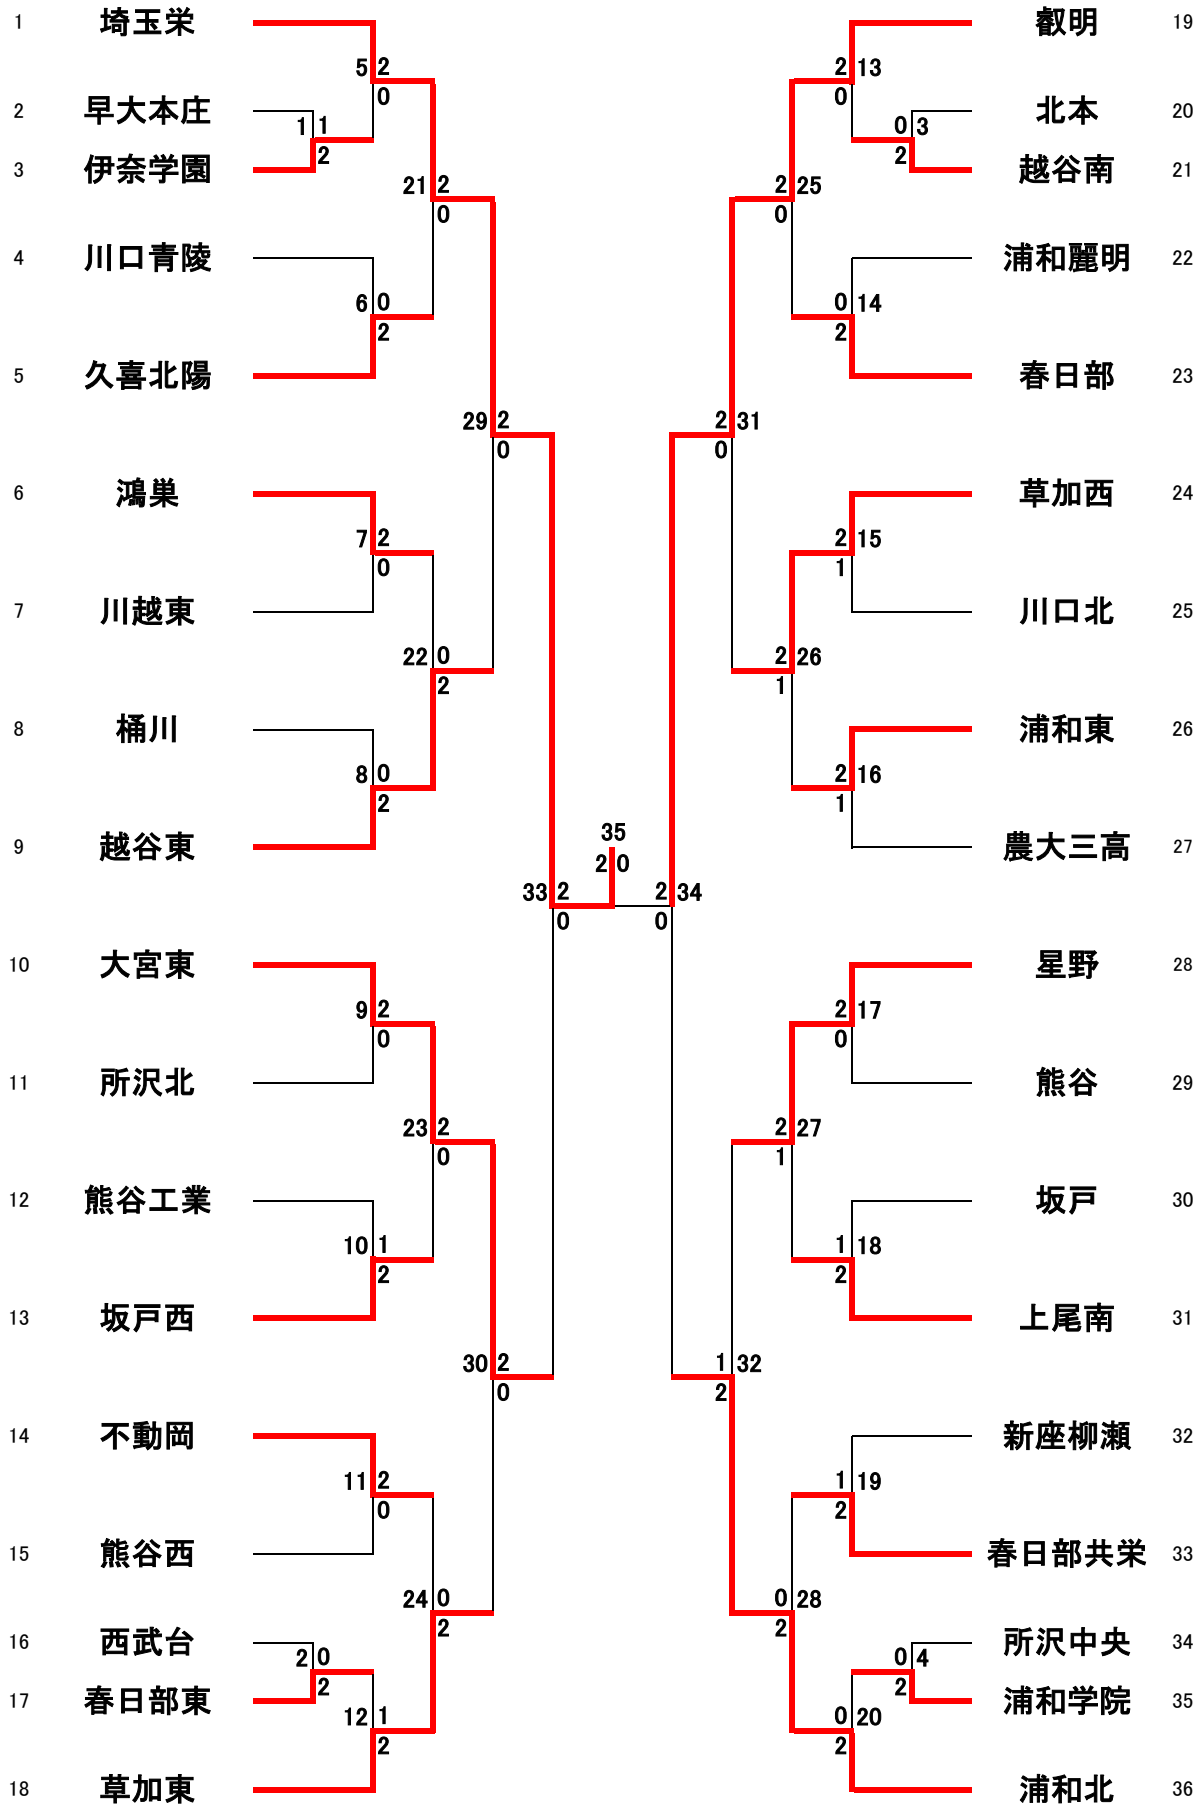 1 埼玉栄 叡明 19
5 2 2 13
0 0
2 早大本庄 北本 20
1 1 0 3
2 2
3 伊奈学園 越谷南 21
21 2 2 25
0 0
4 川口青陵 浦和麗明 22
6 0 0 14
2 2
5 久喜北陽 春日部 23
29 2 2 31
0 0
6 鴻巣 草加西 24
7 2 2 15
0 1
7 川越東 川口北 25
22 0 2 26
2 1
8 桶川 浦和東 26
8 0 2 16
2 1
35
9 越谷東 農大三高 27
2 0
33 2 2 34
0 0
10 大宮東 星野 28
9 2 2 17
0 0
11 所沢北 熊谷 29
23 2 2 27
0 1
12 熊谷工業 坂戸 30
10 1 1 18
2 2
13 坂戸西 上尾南 31
30 2 1 32
0 2
14 不動岡 新座柳瀬 32
11 2 1 19
0 2
15 熊谷西 春日部共栄 33
24 0 0 28
2 2
16 西武台 所沢中央 34
2 0 0 4
2 2
17 春日部東 浦和学院 35
12 1 0 20
2 2
18 草加東 浦和北 36